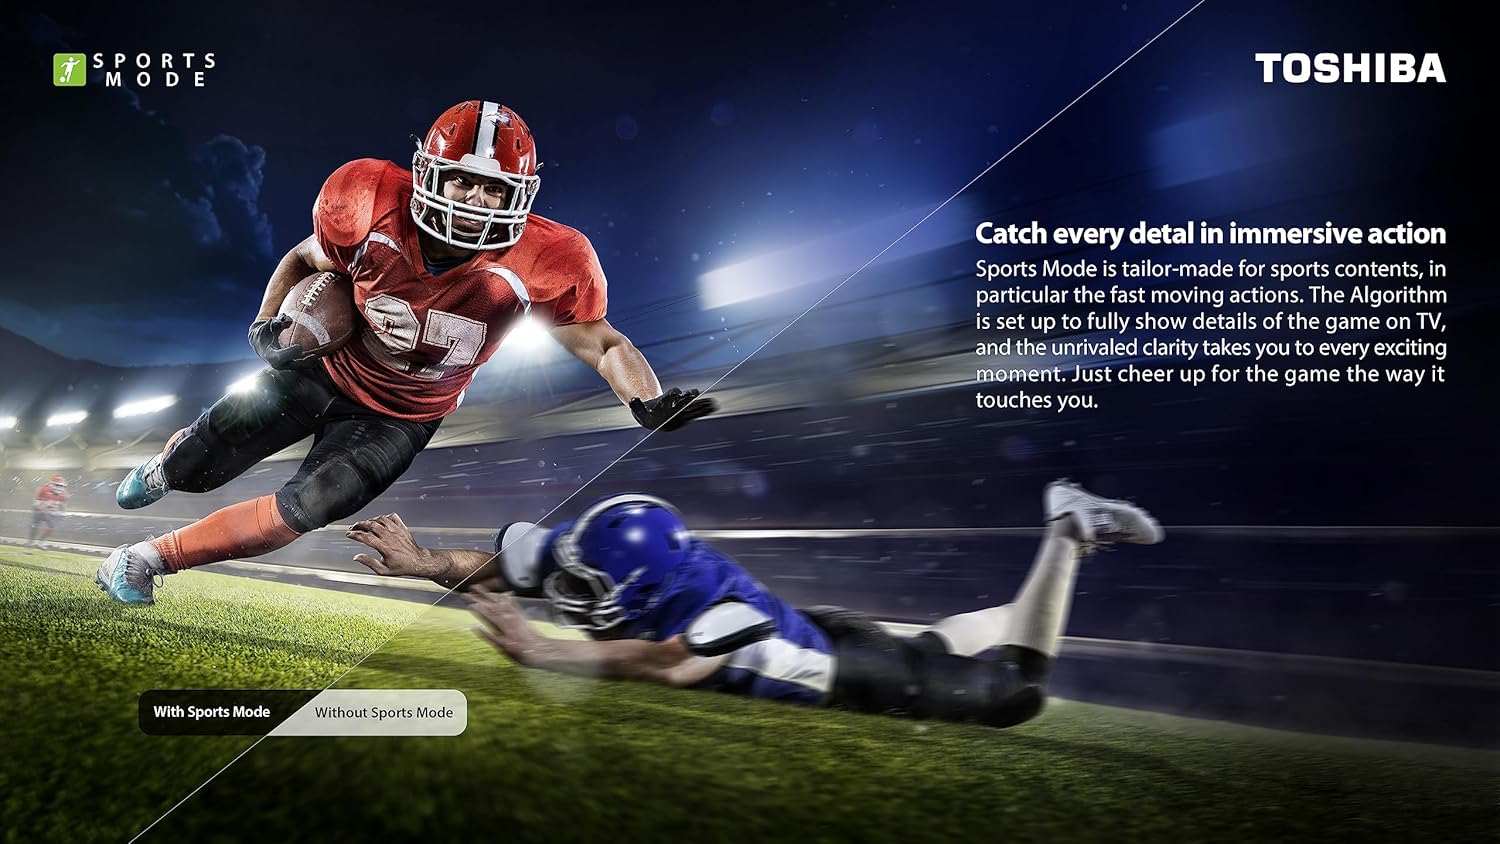 SPORTS
MODE
TOSHIBA
27
Catch every detal in immersive action
Sports Mode is tailor-made for sports contents, in
particular the fast moving actions. The Algorithm
is set up to fully show details of the game on TV,
and the unrivaled clarity takes you to every exciting
moment. Just cheer up for the game the way it
touches you.
With Sports Mode
Without Sports Mode